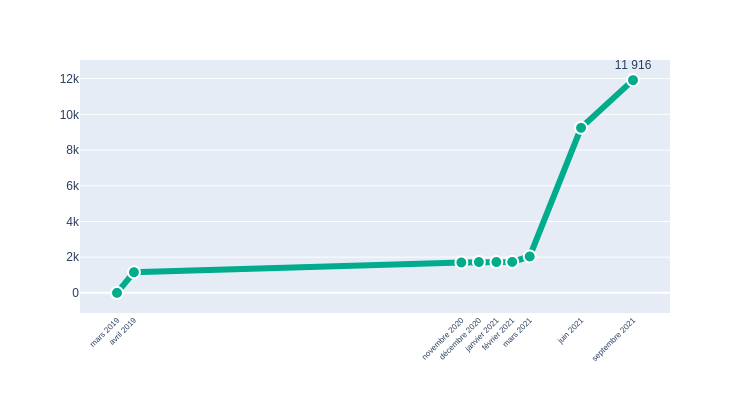 11 916
12k
10k
8k
6k
4k
2k
0
mars 2019
avril 2019
novembre 2020
décembre 2020
janvier 2021
février 2021
mars 2021
juin 2021
septembre 2021